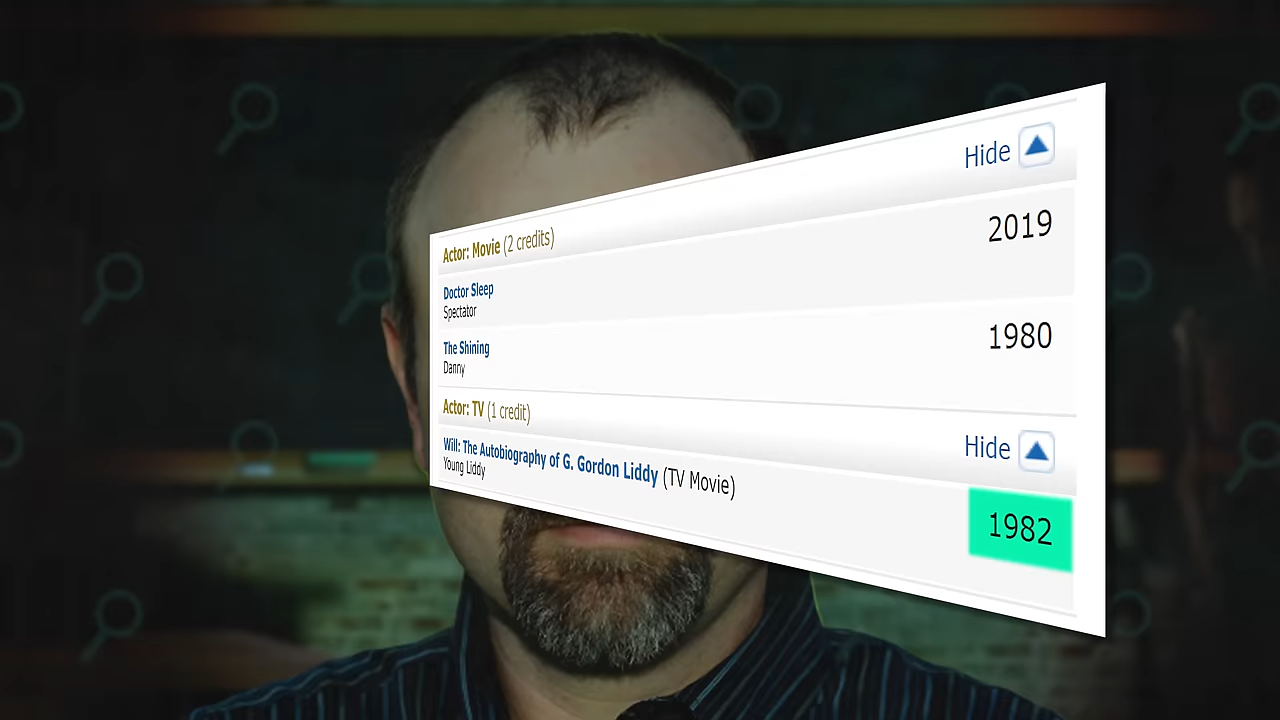 Hide
Actor: Movie (2 credits)
2019
Doctor Sleep
Spectator
1980
The Shining
Danny
Actor: TV (1 credit)
Hide
Will: The Autobiography of G. Gordon Liddy (TV Movie)
Young Liddy
1982